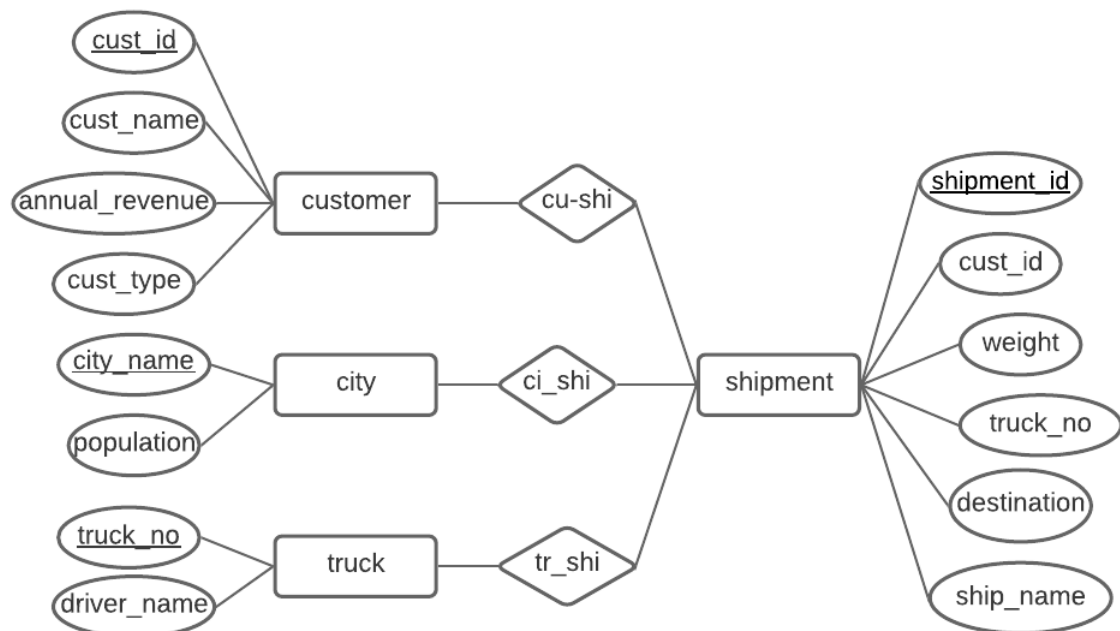 cust_id
cust_name
annual_revenue
cust_type
customer
cu-shi
city_name
population
city
ci_shi
truck_no
driver_name
truck
tr_shi
shipment
shipment_id
cust_id
weight
truck_no
destination
ship_name